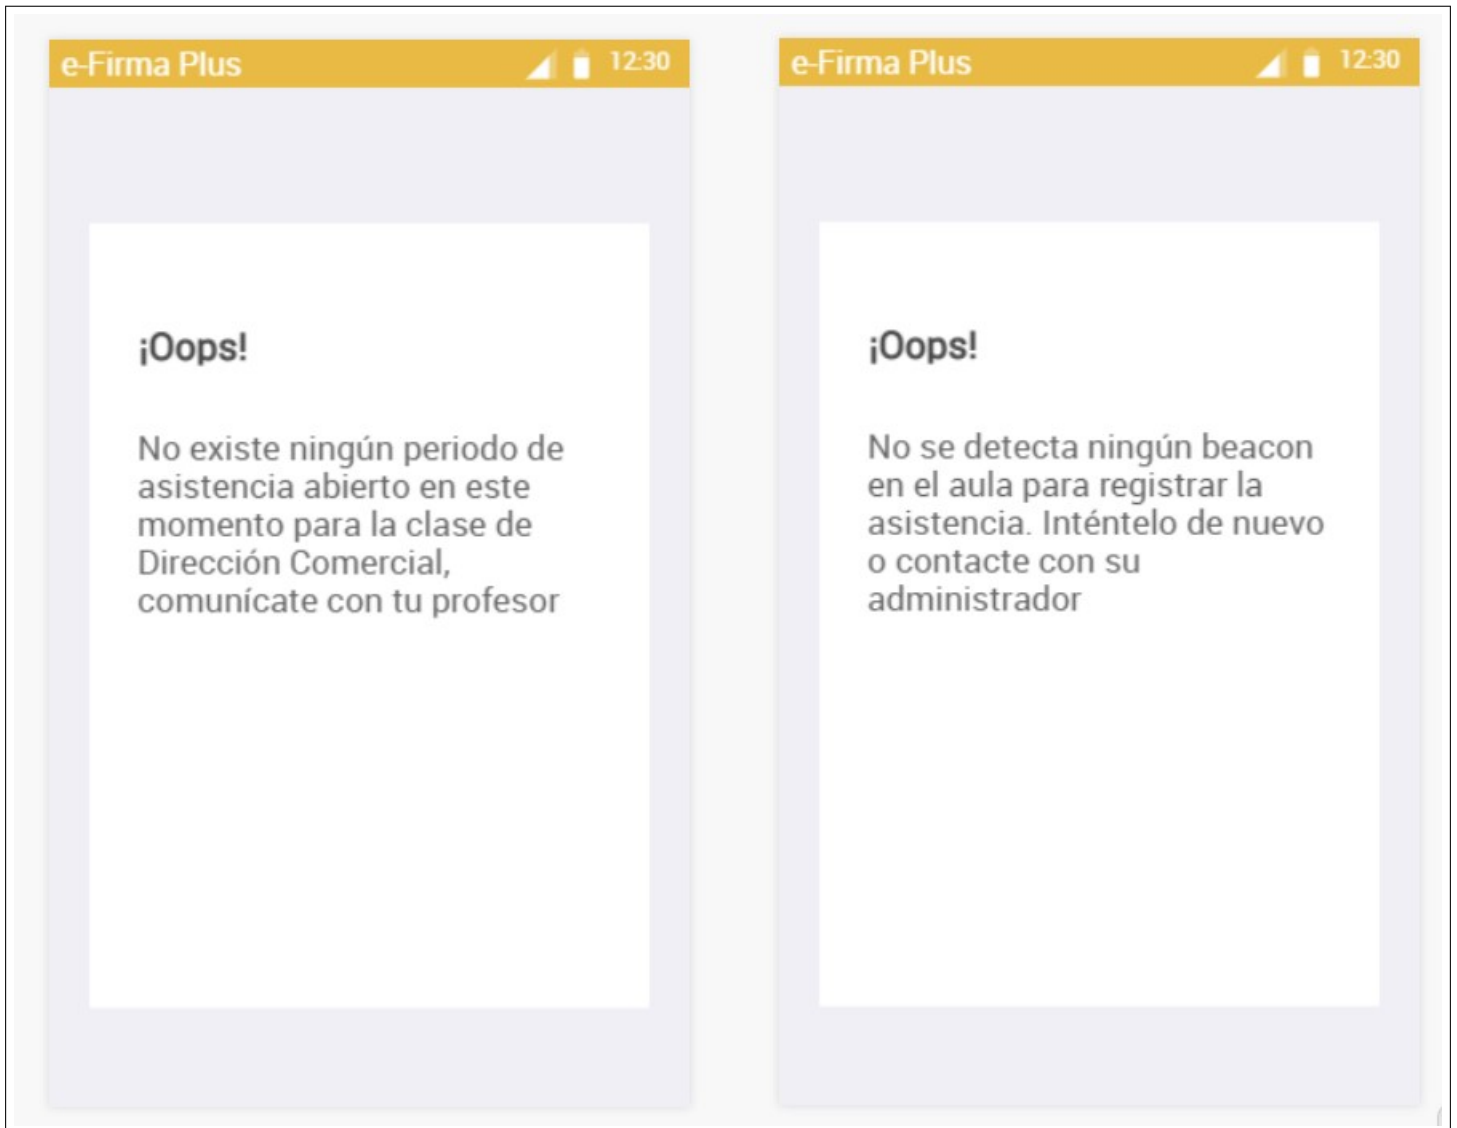 e-Firma Plus 12:30
¡Oops!
No existe ningún periodo de
asistencia abierto en este
momento para la clase de
Dirección Comercial,
comunícate con tu profesor
e-Firma Plus 12:30
¡Oops!
No se detecta ningún beacon
en el aula para registrar la
asistencia. Inténtelo de nuevo
o contacte con su
administrador